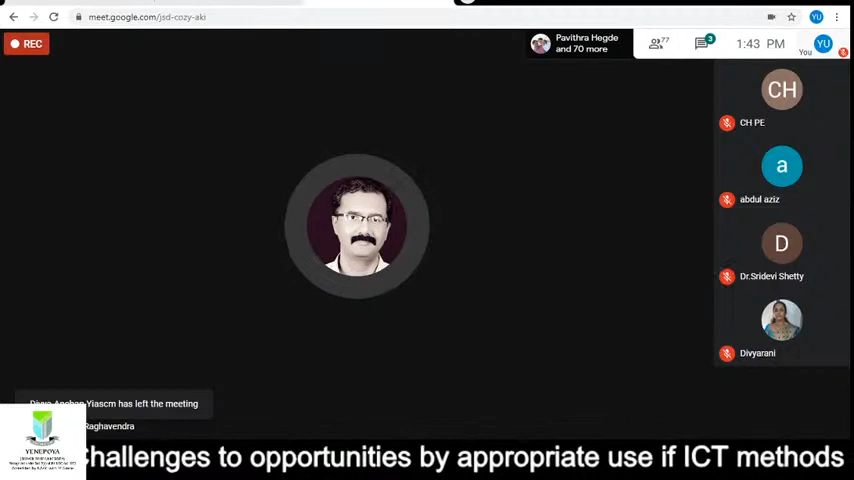 meet.google.com/jsd-cozy-aki
YU
REC
Pavithra Hegde
and 70 more
77
3
1:43 PM
You
YU
CH
CH PE
a
abdul aziz
D
Dr.Sridevi Shetty
Divyarani
Yiascm has left the meeting
Raghavendra
YENEPOYA
Challenges to opportunities by appropriate use if ICT methods